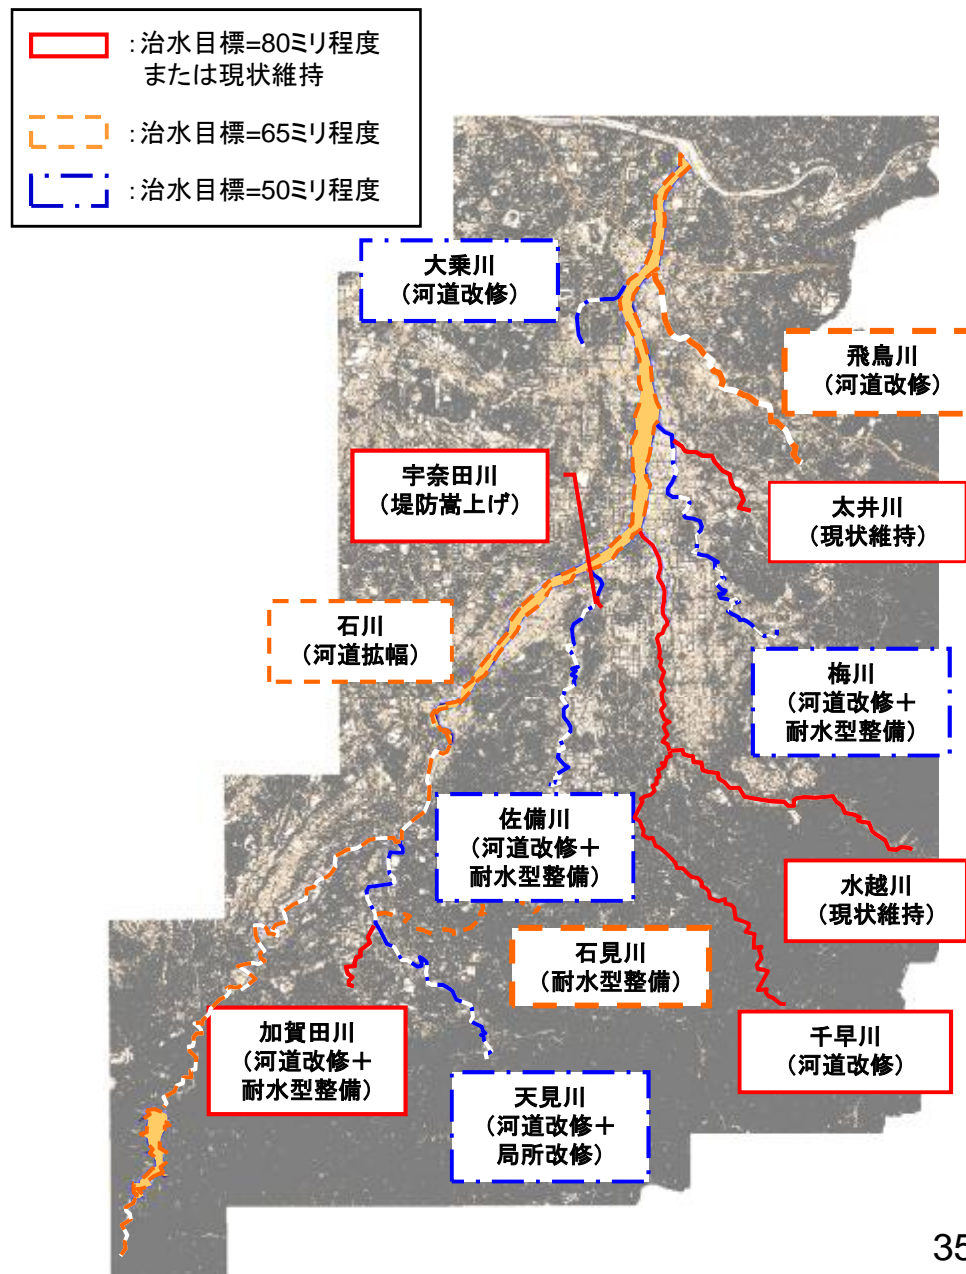 ：治水目標=80ミリ程度
または現状維持
：治水目標=65ミリ程度
：治水目標=50ミリ程度
大乗川
（河道改修）
飛鳥川
（河道改修）
宇奈田川
（堤防嵩上げ）
太井川
（現状維持）
石川
（河道拡幅）
梅川
（河道改修＋
耐水型整備）
佐備川
（河道改修＋
耐水型整備）
水越川
（現状維持）
石見川
（耐水型整備）
加賀田川
（河道改修＋
耐水型整備）
千早川
（河道改修）
天見川
（河道改修＋
局所改修）
35